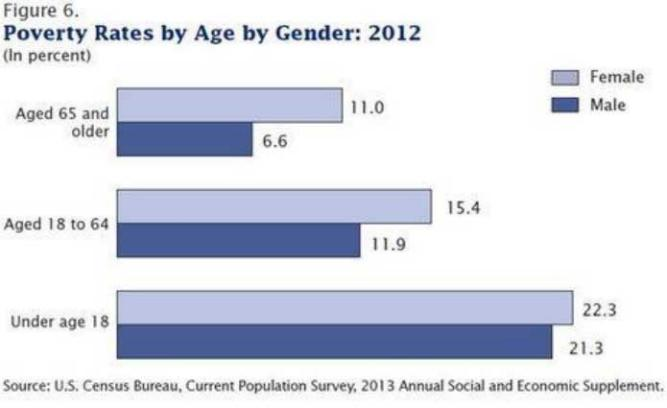 Figure 6.
Poverty Rates by Age by Gender: 2012
(In percent)
Female
Male
Aged 65 and
older
11.0
6.6
Aged 18 to 64
15.4
11.9
Under age 18
22.3
21.3
Source: U.S. Census Bureau, Current Population Survey, 2013 Annual Social and Economic Supplement.